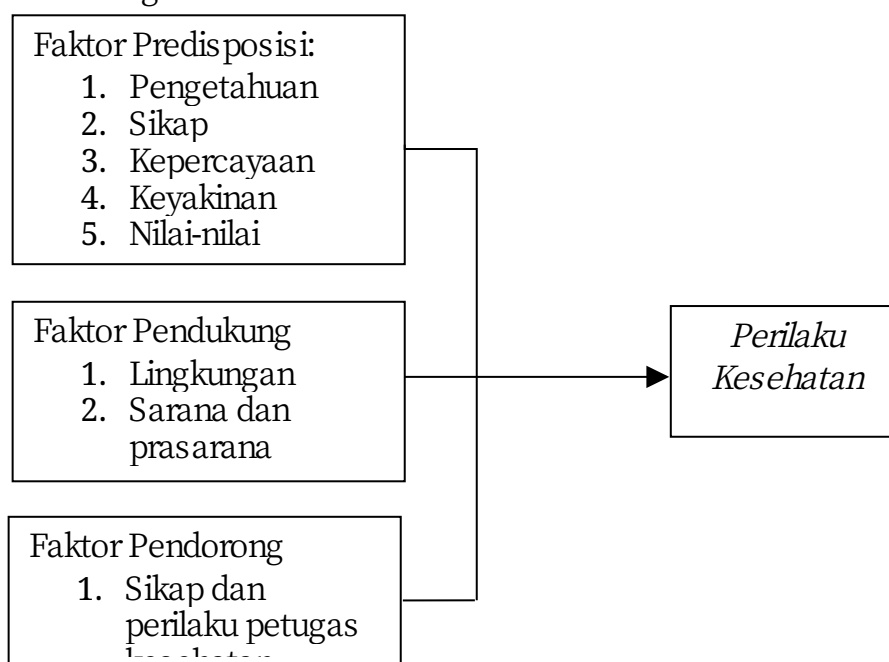 Faktor Predisposisi:
1. Pengetahuan
2. Sikap
3. Kepercayaan
4. Keyakinan
5. Nilai-nilai
Faktor Pendukung
1. Lingkungan
2. Sarana dan
prasarana
Faktor Pendorong
1. Sikap dan
perilaku petugas
Perilaku
Kesehatan